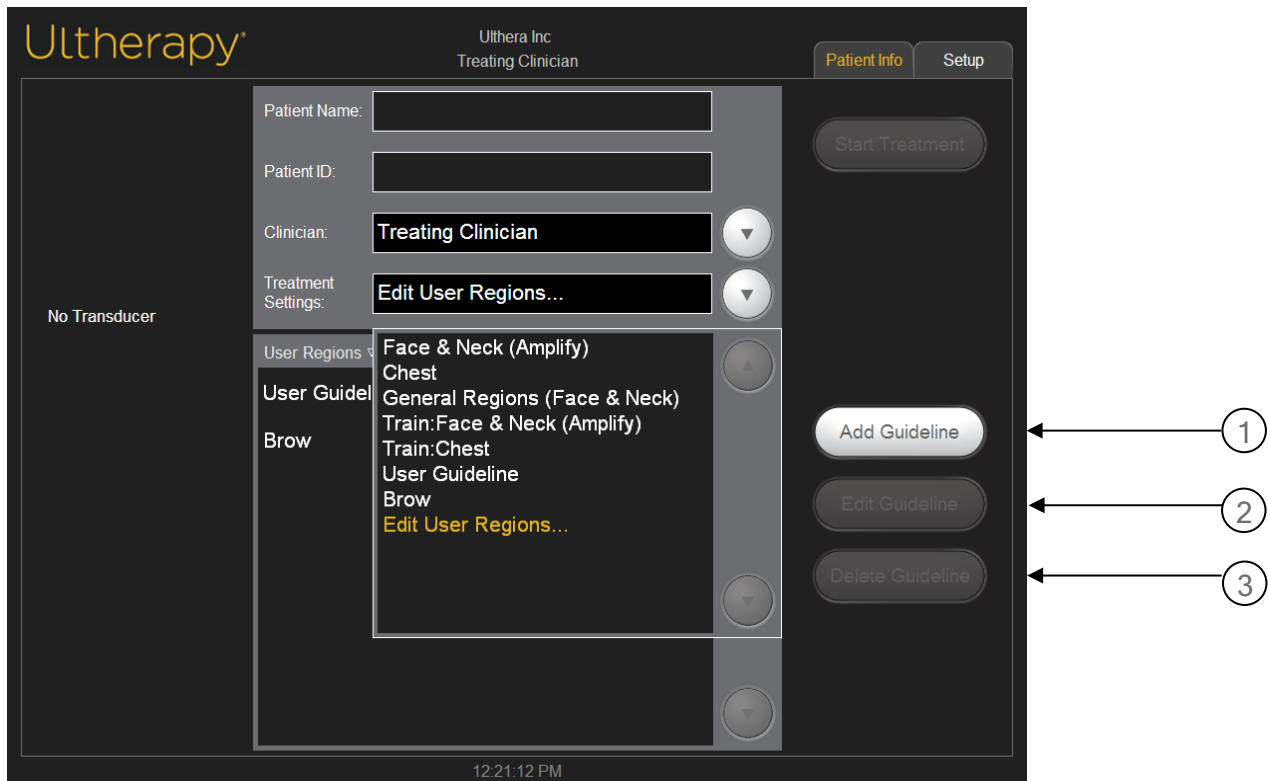 Ultherapy®
Ulthera Inc
Treating Clinician
Patient Info
Setup
Patient Name:
Start Treatment
Patient ID:
Clinician:
Treating Clinician
Treatment
Settings:
Edit User Regions...
No Transducer
User Regions
Face & Neck (Amplify)
Chest
General Regions (Face & Neck)
Train:Face & Neck (Amplify)
Train:Chest
User Guideline
Brow
Edit User Regions...
User Guidel
Brow
Add Guideline
1
Edit Guideline
2
Delete Guideline
3
12:21:12 PM